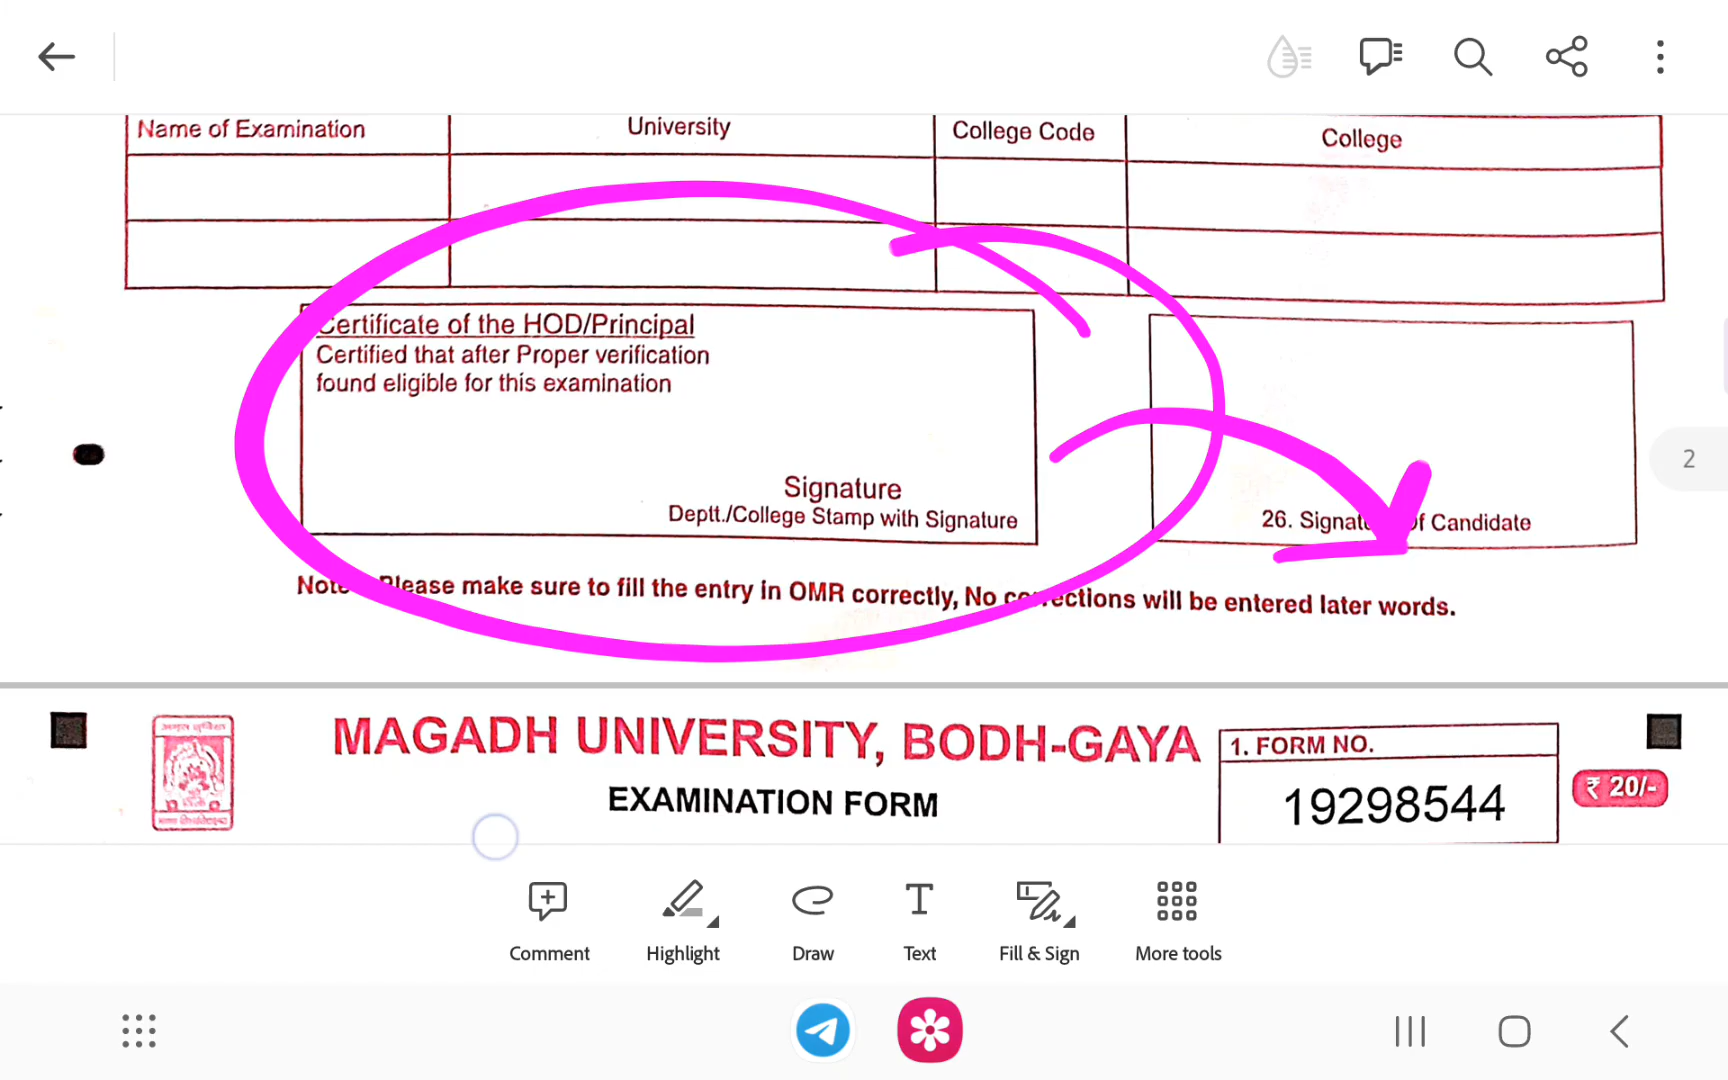 Name of Examination University College Code College
Certificate of the HOD/Principal
Certified that after Proper verification
found eligible for this examination
Signature
Deptt./College Stamp with Signature
26. Signature of Candidate
Note: Please make sure to fill the entry in OMR correctly, No corrections will be entered later words.
2
MAGADH UNIVERSITY, BODH-GAYA
EXAMINATION FORM
1. FORM NO.
19298544
₹ 20/-
Comment Highlight Draw Text Fill & Sign More tools